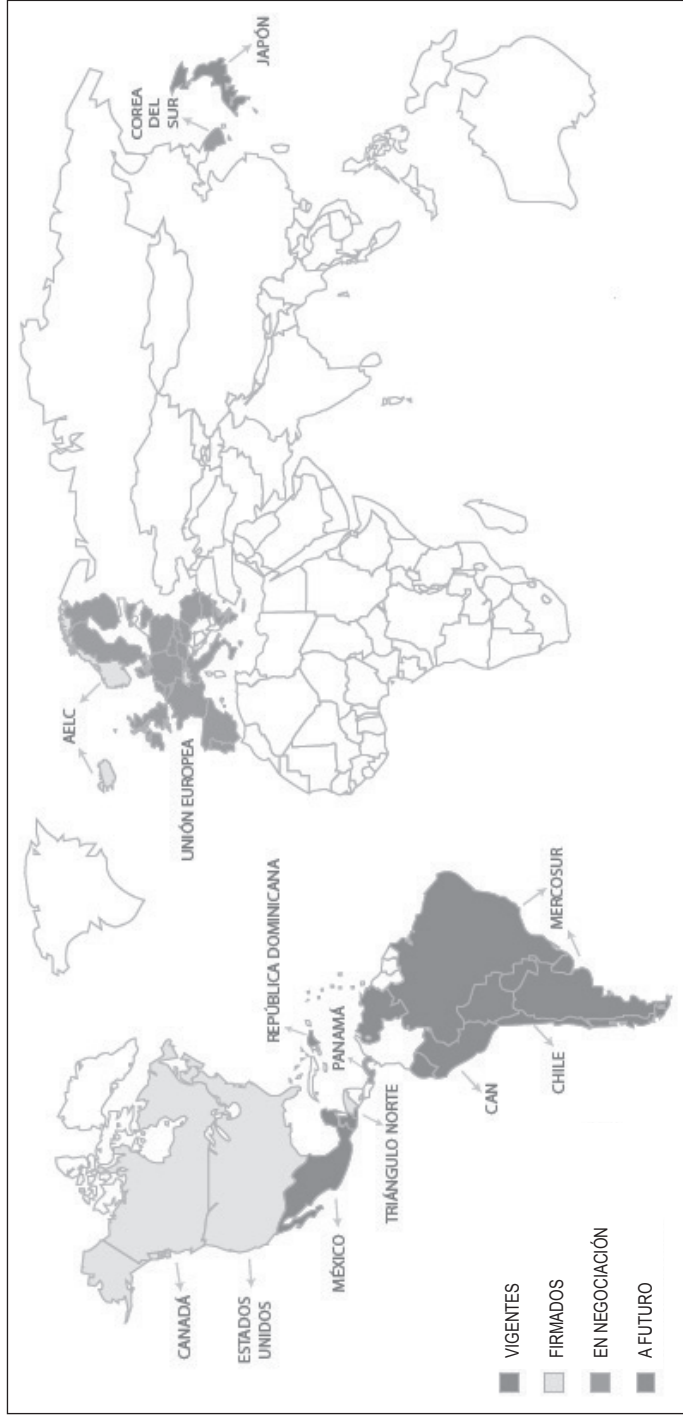 CANADÁ
ESTADOS
UNIDOS
MÉXICO
TRIÁNGULO NORTE
PANAMÁ
REPÚBLICA DOMINICANA
CAN
CHILE
MERCOSUR
AELC
UNIÓN EUROPEA
COREA
DEL
SUR
JAPÓN
VIGENTES
FIRMADOS
EN NEGOCIACIÓN
A FUTURO